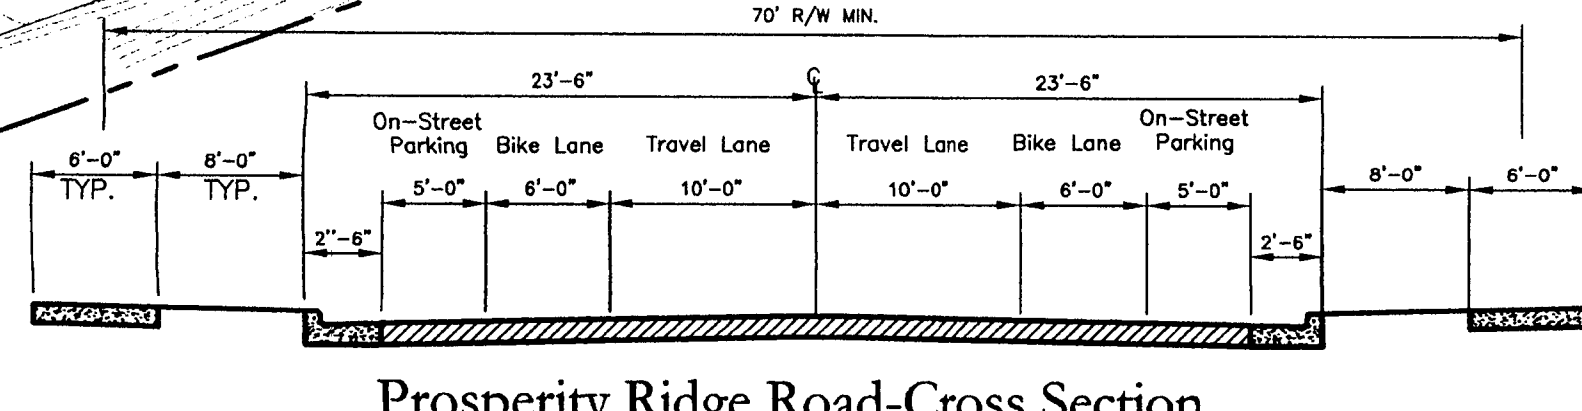 70' R/W MIN.
23'-6" ℄ 23'-6"
On-Street Parking Bike Lane Travel Lane Travel Lane Bike Lane On-Street Parking
6'-0" TYP. 8'-0" TYP. 5'-0" 6'-0" 10'-0" 10'-0" 6'-0" 5'-0" 8'-0" 6'-0"
2''-6" 2'-6"
Prosperity Ridge Road-Cross Section